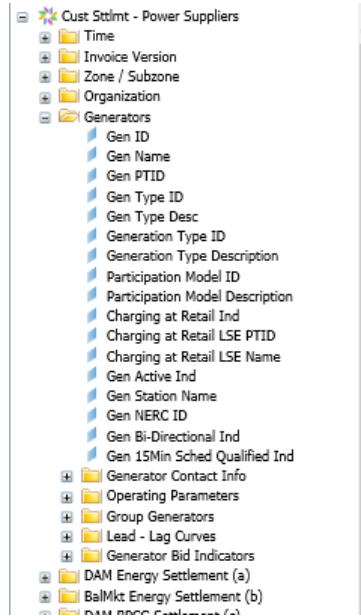 Cust Sttlmt - Power Suppliers
Time
Invoice Version
Zone / Subzone
Organization
Generators
Gen ID
Gen Name
Gen PTID
Gen Type ID
Gen Type Desc
Generation Type ID
Generation Type Description
Participation Model ID
Participation Model Description
Charging at Retail Ind
Charging at Retail LSE PTID
Charging at Retail LSE Name
Gen Active Ind
Gen Station Name
Gen NERC ID
Gen Bi-Directional Ind
Gen 15Min Sched Qualified Ind
Generator Contact Info
Operating Parameters
Group Generators
Lead - Lag Curves
Generator Bid Indicators
DAM Energy Settlement (a)
BalMkt Energy Settlement (b)
DAM BPCG Settlement (c)